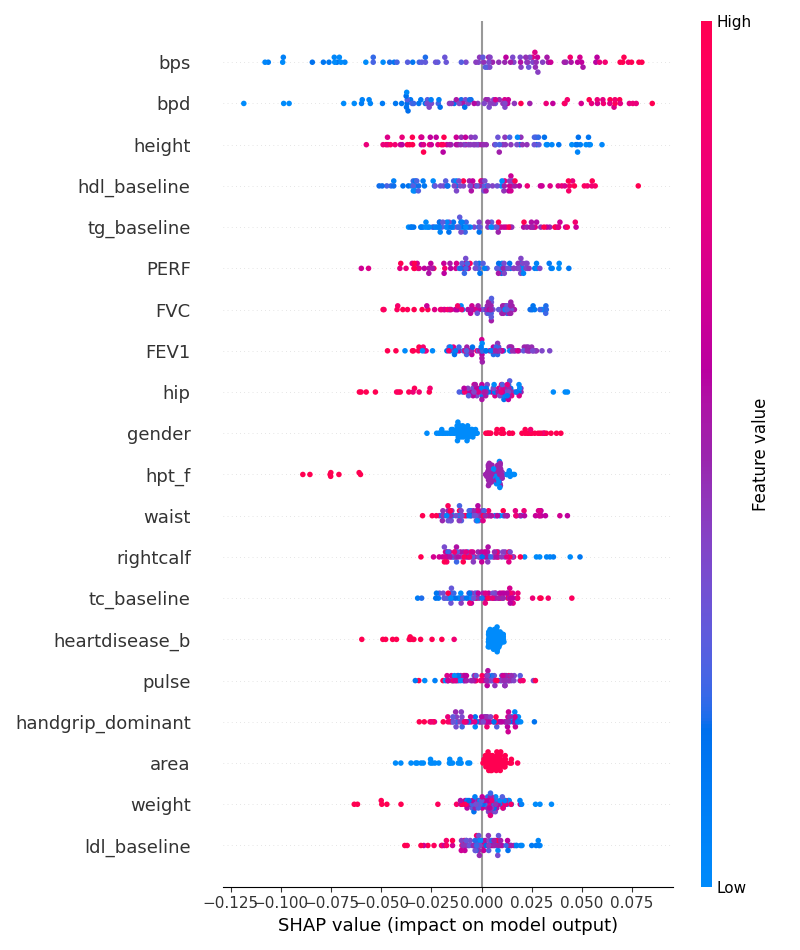 High
bps
bpd
height
hdl_baseline
tg_baseline
PERF
FVC
FEV1
hip
gender
hpt_f
waist
rightcalf
tc_baseline
heartdisease_b
pulse
handgrip_dominant
area
weight
ldl_baseline
Feature value
Low
−0.125 −0.100 −0.075 −0.050 −0.025 0.000 0.025 0.050 0.075
SHAP value (impact on model output)